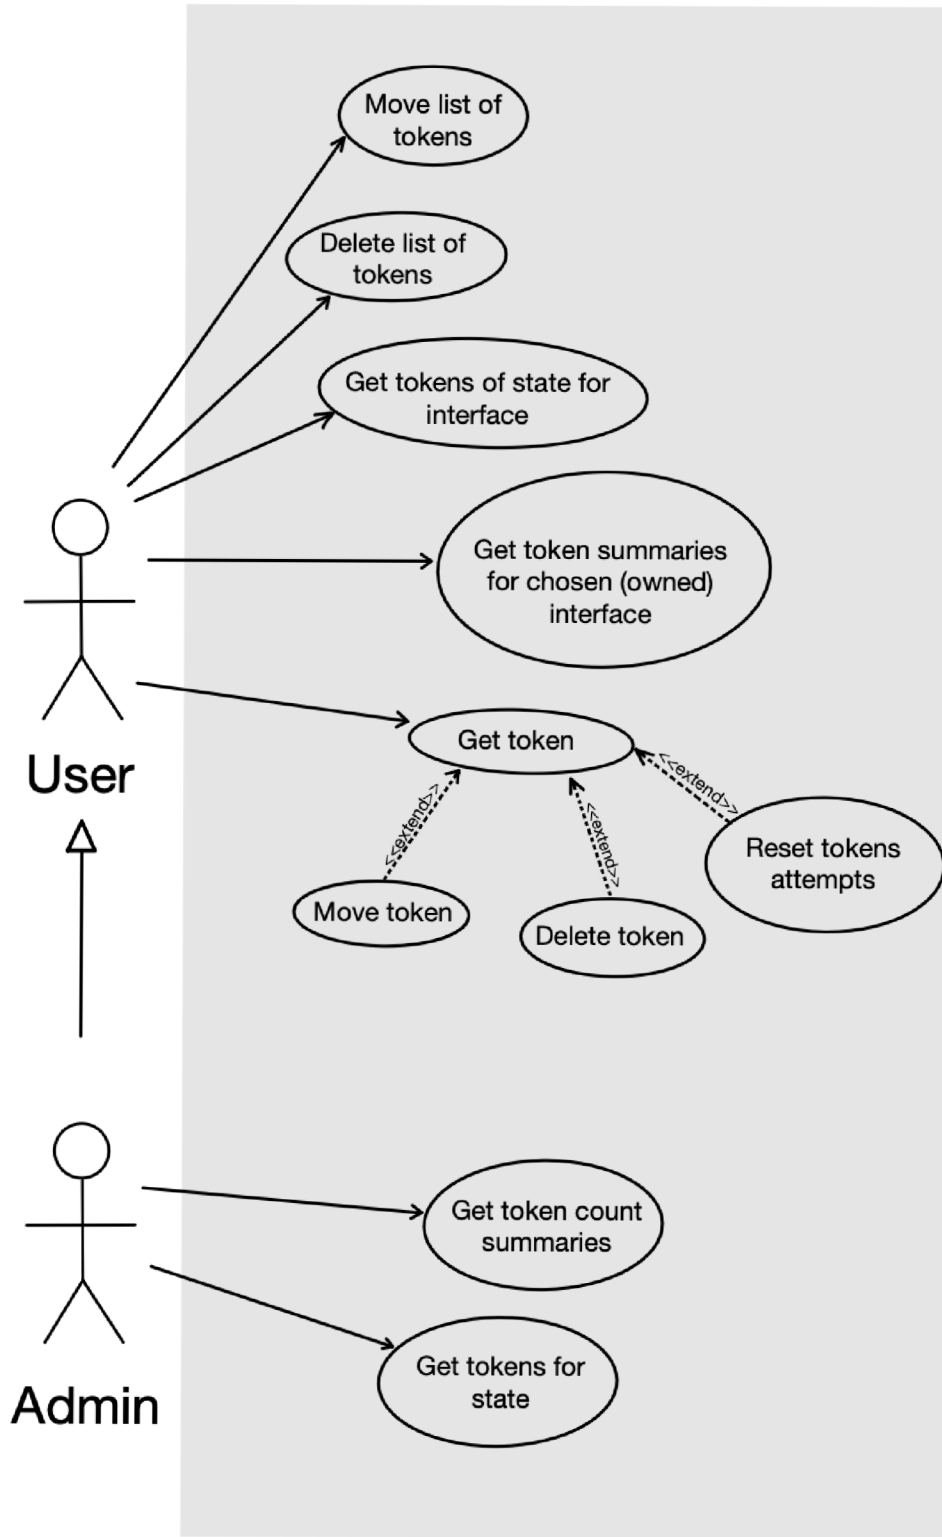 Move list of
tokens
Delete list of
tokens
Get tokens of state for
interface
Get token summaries
for chosen (owned)
interface
Get token
User
<<extend>>
<<extend>>
<<extend>>
Reset tokens
attempts
Move token
Delete token
Get token count
summaries
Get tokens for
state
Admin